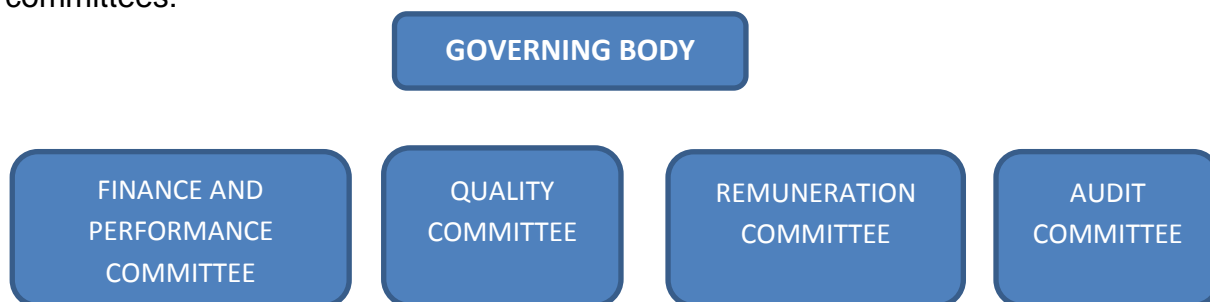 committees.
GOVERNING BODY
FINANCE AND
PERFORMANCE
COMMITTEE
QUALITY
COMMITTEE
REMUNERATION
COMMITTEE
AUDIT
COMMITTEE